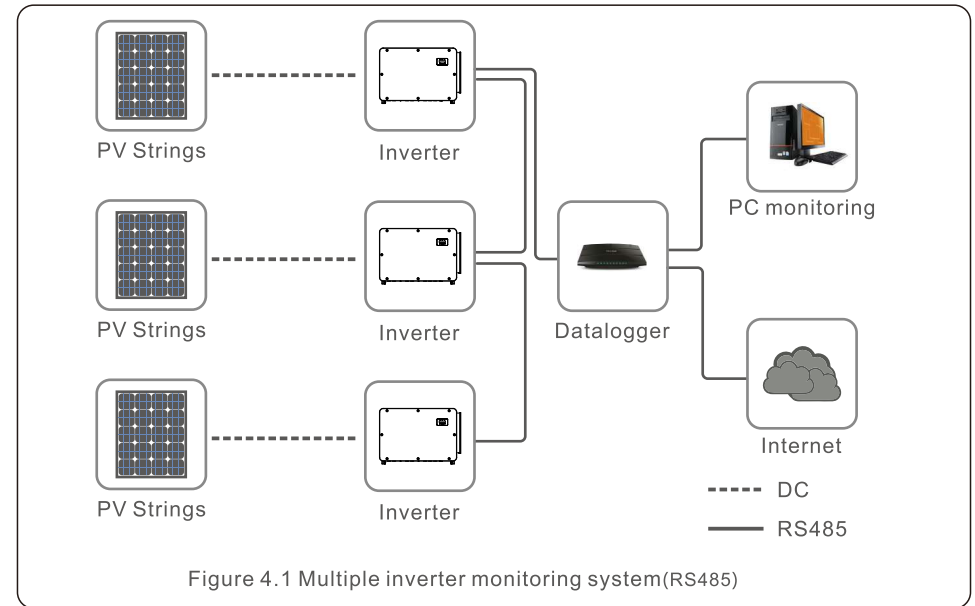 PV Strings
Inverter
PC monitoring
PV Strings
Inverter
Datalogger
Internet
PV Strings
Inverter
DC
RS485
Figure 4.1 Multiple inverter monitoring system(RS485)